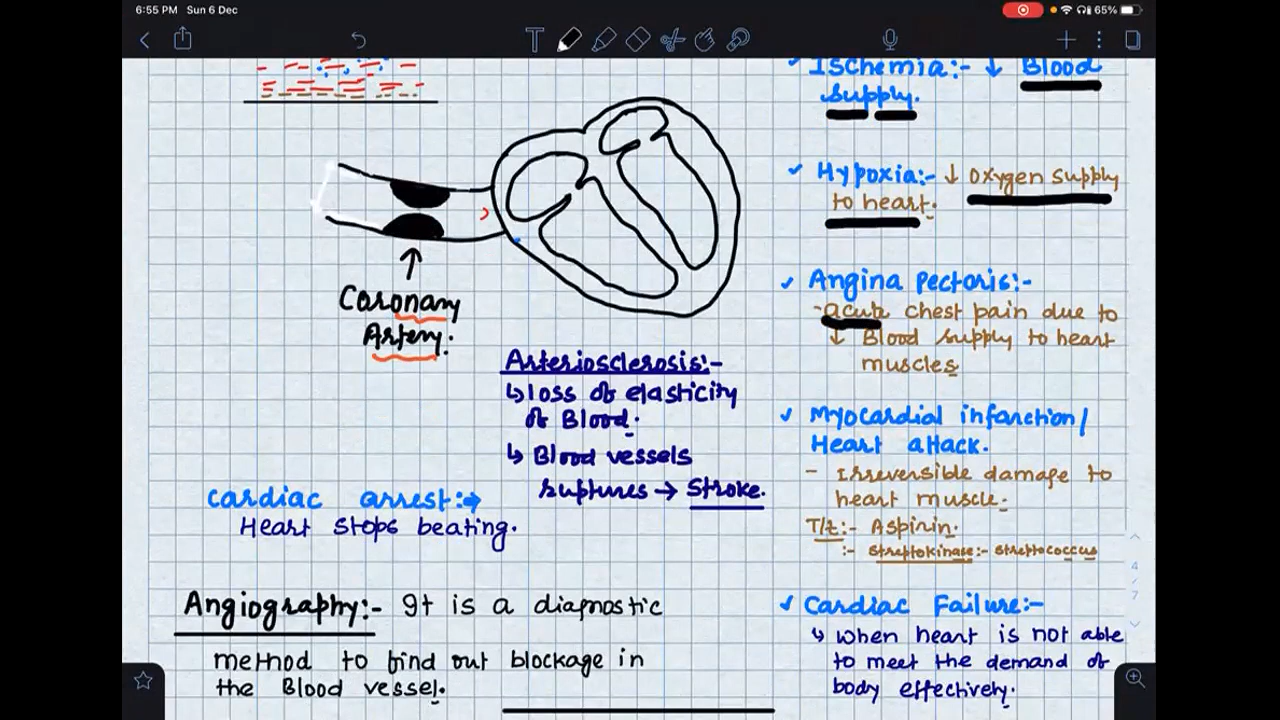 6:55 PM Sun 6 Dec
65%
Ischemia:- ↓ Blood
supply.
Hypoxia:- ↓ oxygen supply
to heart.
Coronary
Artery.
Angina Pectoris:-
-acute chest pain due to
↓ Blood supply to heart
muscles
Arteriosclerosis:-
↳ loss of elasticity
of Blood.
↳ Blood vessels
ruptures → Stroke.
Myocardial infarction/
Heart attack.
- Irreversible damage to
heart muscle.
T/t:- Aspirin.
:- Streptokinase:- streptococcus
cardiac arrest:→
Heart stops beating.
Angiography:- It is a diagnostic
method to find out blockage in
the Blood vessel.
Cardiac Failure:-
↳ when heart is not able
to meet the demand of
body effectively.
4/7